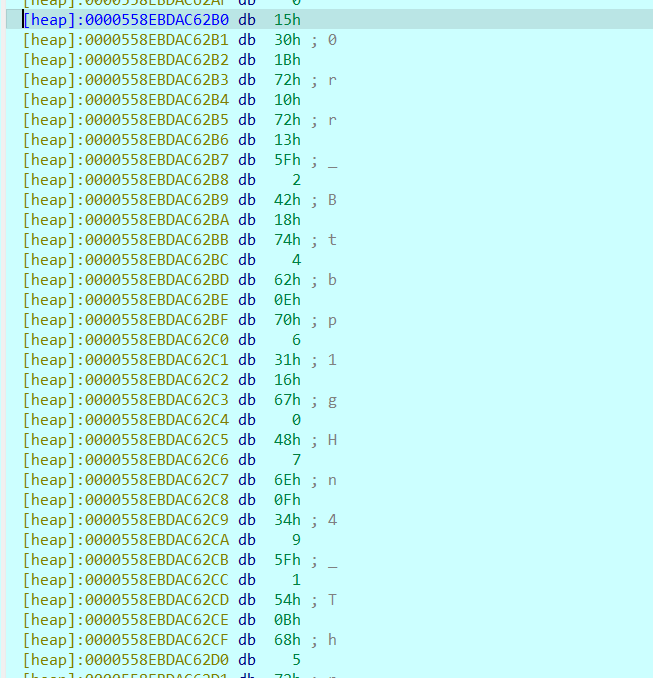 [heap]:0000558EBDAC62AF db 0
[heap]:0000558EBDAC62B0 db 15h
[heap]:0000558EBDAC62B1 db 30h ; 0
[heap]:0000558EBDAC62B2 db 1Bh
[heap]:0000558EBDAC62B3 db 72h ; r
[heap]:0000558EBDAC62B4 db 10h
[heap]:0000558EBDAC62B5 db 72h ; r
[heap]:0000558EBDAC62B6 db 13h
[heap]:0000558EBDAC62B7 db 5Fh ; _
[heap]:0000558EBDAC62B8 db 2
[heap]:0000558EBDAC62B9 db 42h ; B
[heap]:0000558EBDAC62BA db 18h
[heap]:0000558EBDAC62BB db 74h ; t
[heap]:0000558EBDAC62BC db 4
[heap]:0000558EBDAC62BD db 62h ; b
[heap]:0000558EBDAC62BE db 0Eh
[heap]:0000558EBDAC62BF db 70h ; p
[heap]:0000558EBDAC62C0 db 6
[heap]:0000558EBDAC62C1 db 31h ; 1
[heap]:0000558EBDAC62C2 db 16h
[heap]:0000558EBDAC62C3 db 67h ; g
[heap]:0000558EBDAC62C4 db 0
[heap]:0000558EBDAC62C5 db 48h ; H
[heap]:0000558EBDAC62C6 db 7
[heap]:0000558EBDAC62C7 db 6Eh ; n
[heap]:0000558EBDAC62C8 db 0Fh
[heap]:0000558EBDAC62C9 db 34h ; 4
[heap]:0000558EBDAC62CA db 9
[heap]:0000558EBDAC62CB db 5Fh ; _
[heap]:0000558EBDAC62CC db 1
[heap]:0000558EBDAC62CD db 54h ; T
[heap]:0000558EBDAC62CE db 0Bh
[heap]:0000558EBDAC62CF db 68h ; h
[heap]:0000558EBDAC62D0 db 5
[heap]:0000558EBDAC62D1 db